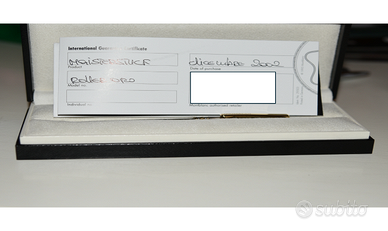 International Guarantee Certificate
MEISTERSTUCK
Product
DICEMBRE 2002
Date of purchase
ROLLER ORO
Model no.
subito